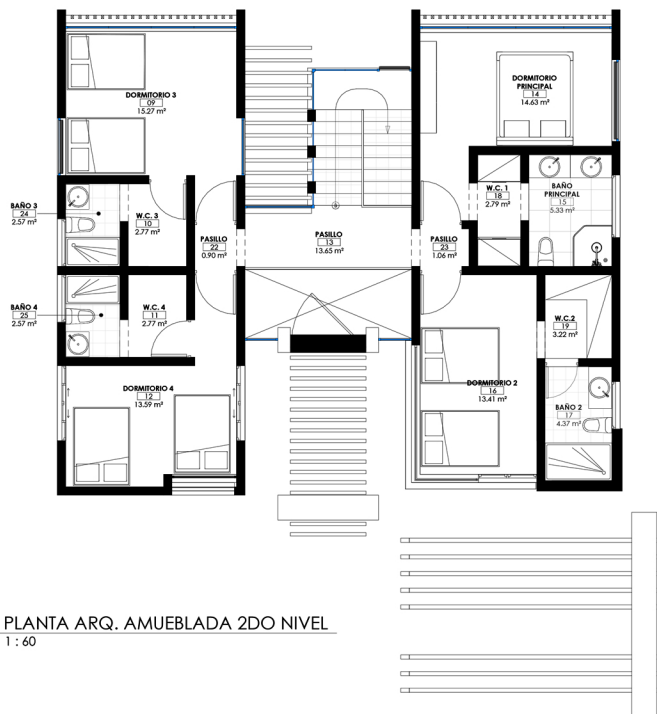 DORMITORIO 3
09
15.27 m²
DORMITORIO
PRINCIPAL
14
14.63 m²
BAÑO 3
24
2.57 m²
W.C. 3
10
2.77 m²
PASILLO
22
0.90 m²
PASILLO
13
13.65 m²
PASILLO
23
1.06 m²
W.C. 1
18
2.79 m²
BAÑO
PRINCIPAL
15
5.33 m²
BAÑO 4
25
2.57 m²
W.C. 4
11
2.77 m²
W.C.2
19
3.22 m²
DORMITORIO 4
12
13.59 m²
DORMITORIO 2
16
13.41 m²
BAÑO 2
17
4.37 m²
PLANTA ARQ. AMUEBLADA 2DO NIVEL
1 : 60